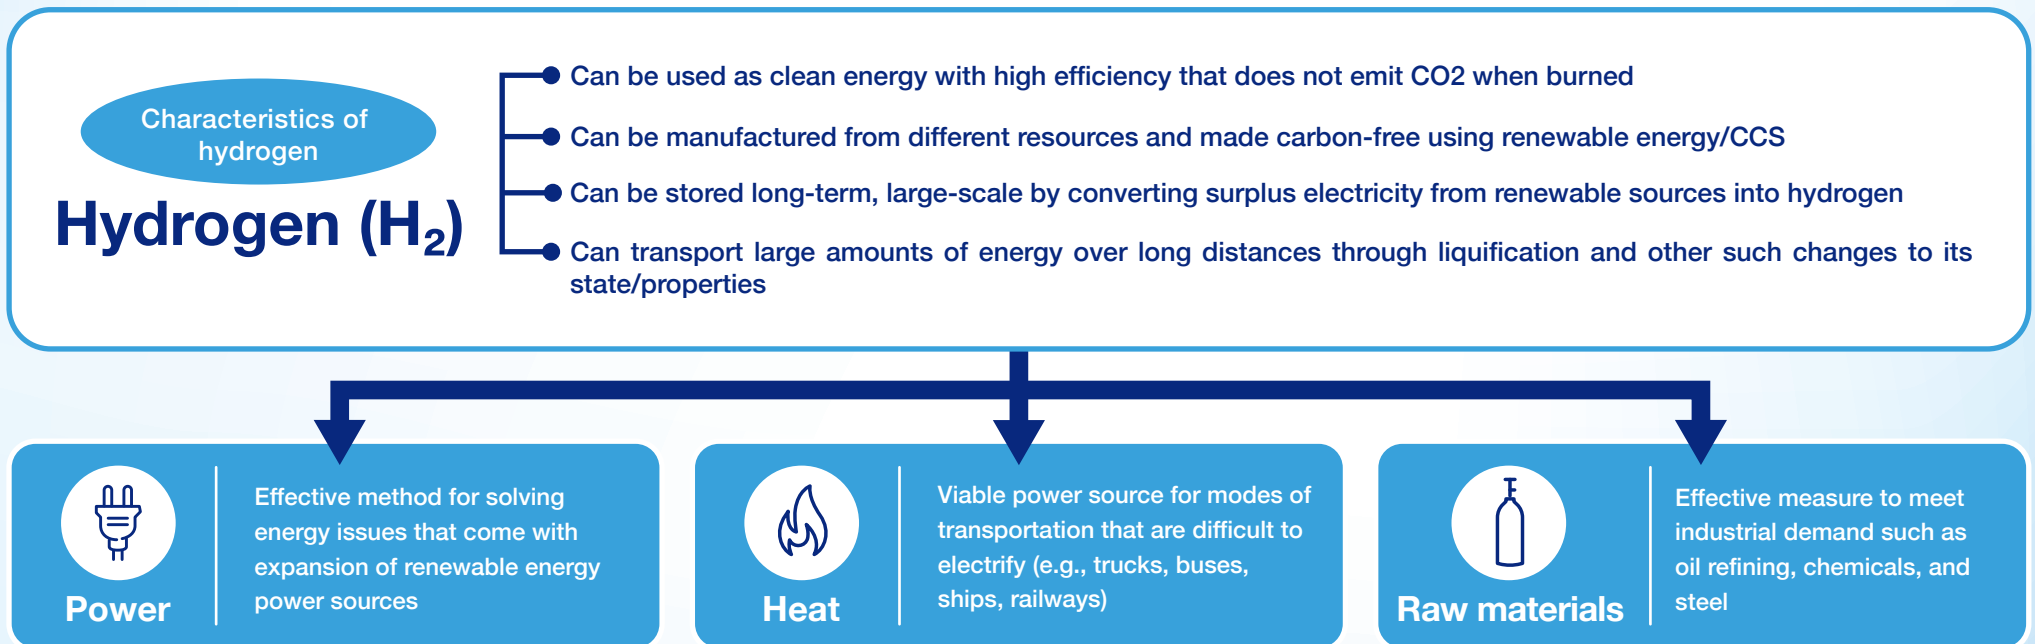 Characteristics of
hydrogen
Hydrogen (H₂)
Can be used as clean energy with high efficiency that does not emit CO2 when burned
Can be manufactured from different resources and made carbon-free using renewable energy/CCS
Can be stored long-term, large-scale by converting surplus electricity from renewable sources into hydrogen
Can transport large amounts of energy over long distances through liquification and other such changes to its
state/properties
Power
Effective method for solving
energy issues that come with
expansion of renewable energy
power sources
Heat
Viable power source for modes of
transportation that are difficult to
electrify (e.g., trucks, buses,
ships, railways)
Raw materials
Effective measure to meet
industrial demand such as
oil refining, chemicals, and
steel